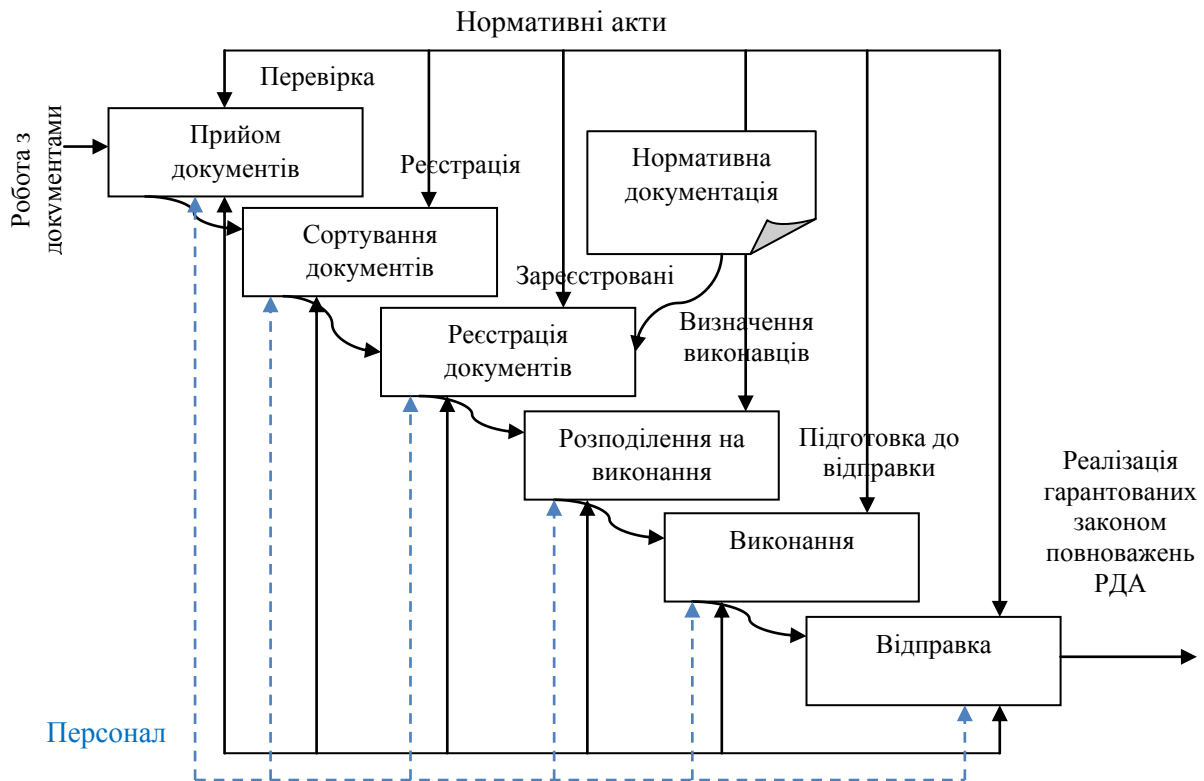 Нормативні акти
Перевірка
Робота з
документами
Прийом
документів
Реєстрація
Нормативна
документація
Сортування
документів
Зареєстровані
Визначення
виконавців
Реєстрація
документів
Розподілення на
виконання
Підготовка до
відправки
Реалізація
гарантованих
законом
повноважень
РДА
Виконання
Відправка
Персонал